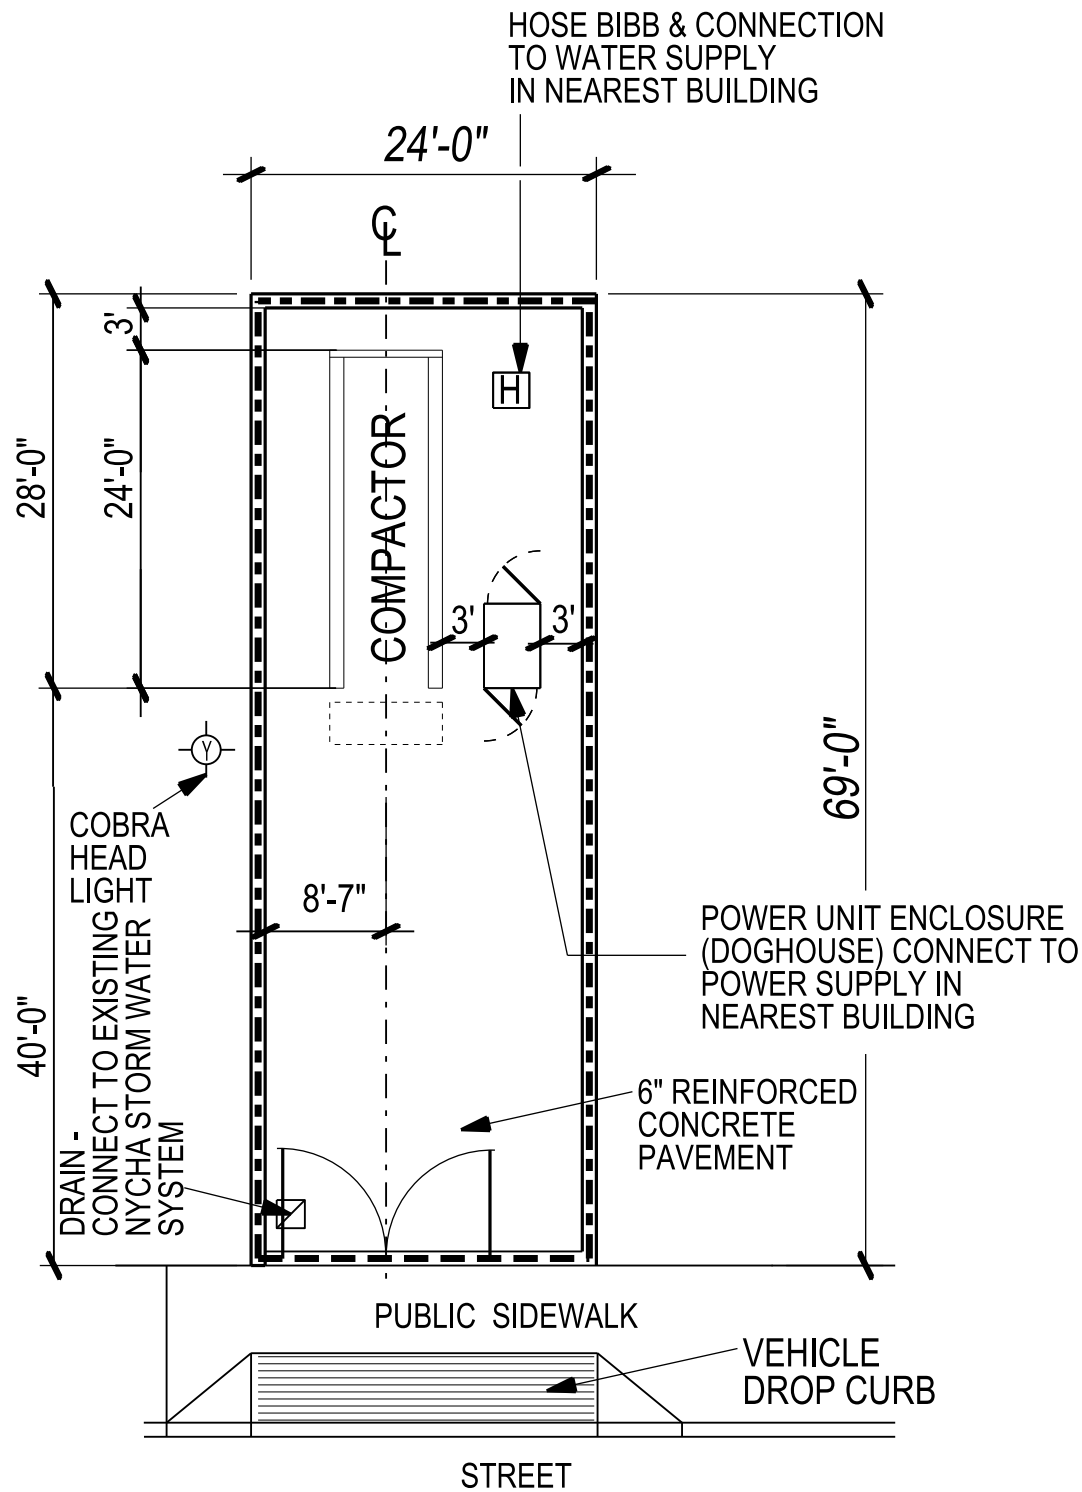 HOSE BIBB & CONNECTION
TO WATER SUPPLY
IN NEAREST BUILDING
24'-0"
CL
3'
28'-0"
24'-0"
H
COMPACTOR
3'
3'
Y
69'-0"
COBRA
HEAD
LIGHT
8'-7"
POWER UNIT ENCLOSURE
(DOGHOUSE) CONNECT TO
POWER SUPPLY IN
NEAREST BUILDING
40'-0"
DRAIN -
CONNECT TO EXISTING
NYCHA STORM WATER
SYSTEM
6" REINFORCED
CONCRETE
PAVEMENT
PUBLIC SIDEWALK
VEHICLE
DROP CURB
STREET